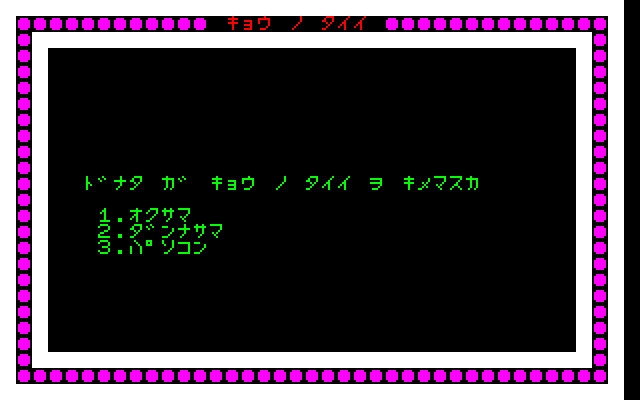 キョウ ノ タイイ
ドナタ ガ キョウ ノ タイイ ヲ キメマスカ
1.オクサマ
2.ダンナサマ
3.パソコン